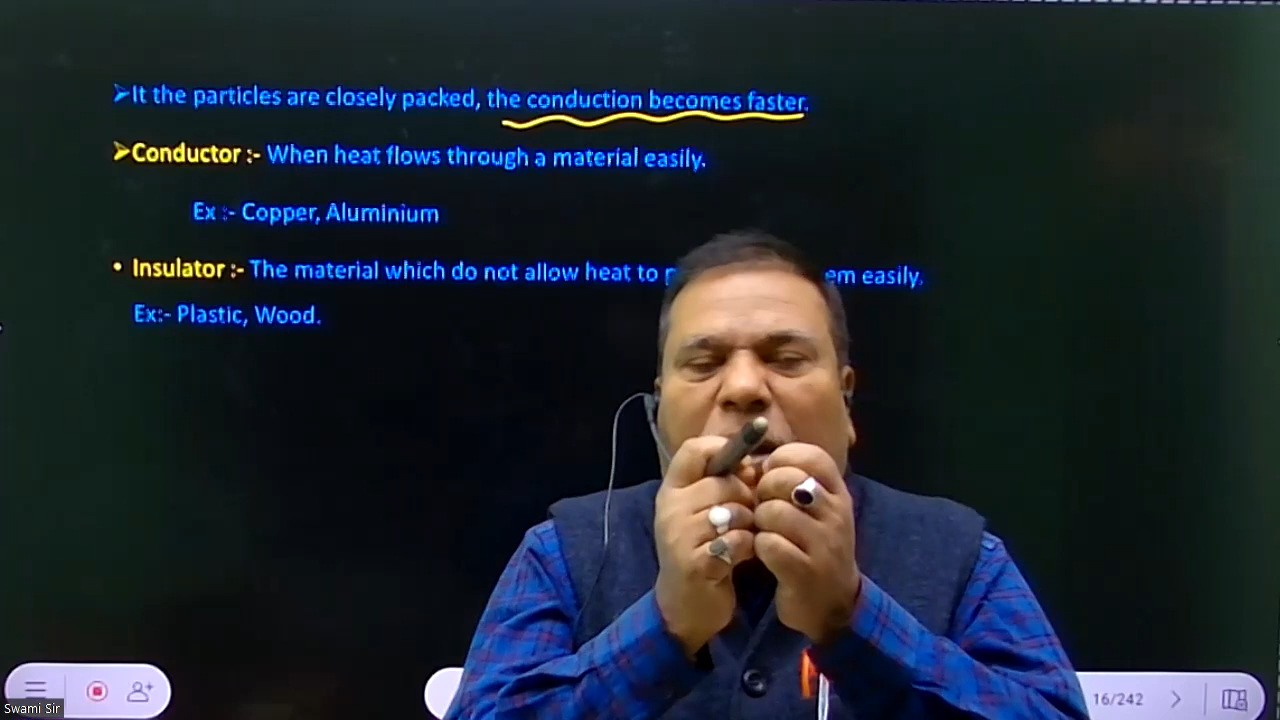 ➢It the particles are closely packed, the conduction becomes faster.
➢Conductor :- When heat flows through a material easily.
Ex :- Copper, Aluminium
• Insulator :- The material which do not allow heat to em easily.
Ex:- Plastic, Wood.
16/242
Swami Sir